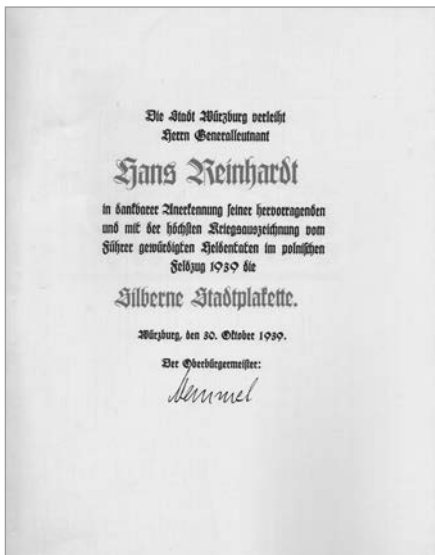 Die Stadt Würzburg verleiht
Herrn Generalleutnant
Hans Reinhardt
in dankbarer Anerkennung seiner hervorragenden
und mit der höchsten Kriegsauszeichnung vom
Führer gewürdigten Heldentaten im polnischen
Feldzug 1939 die
Silberne Stadtplakette.
Würzburg, den 30. Oktober 1939.
Der Oberbürgermeister:
Memmel